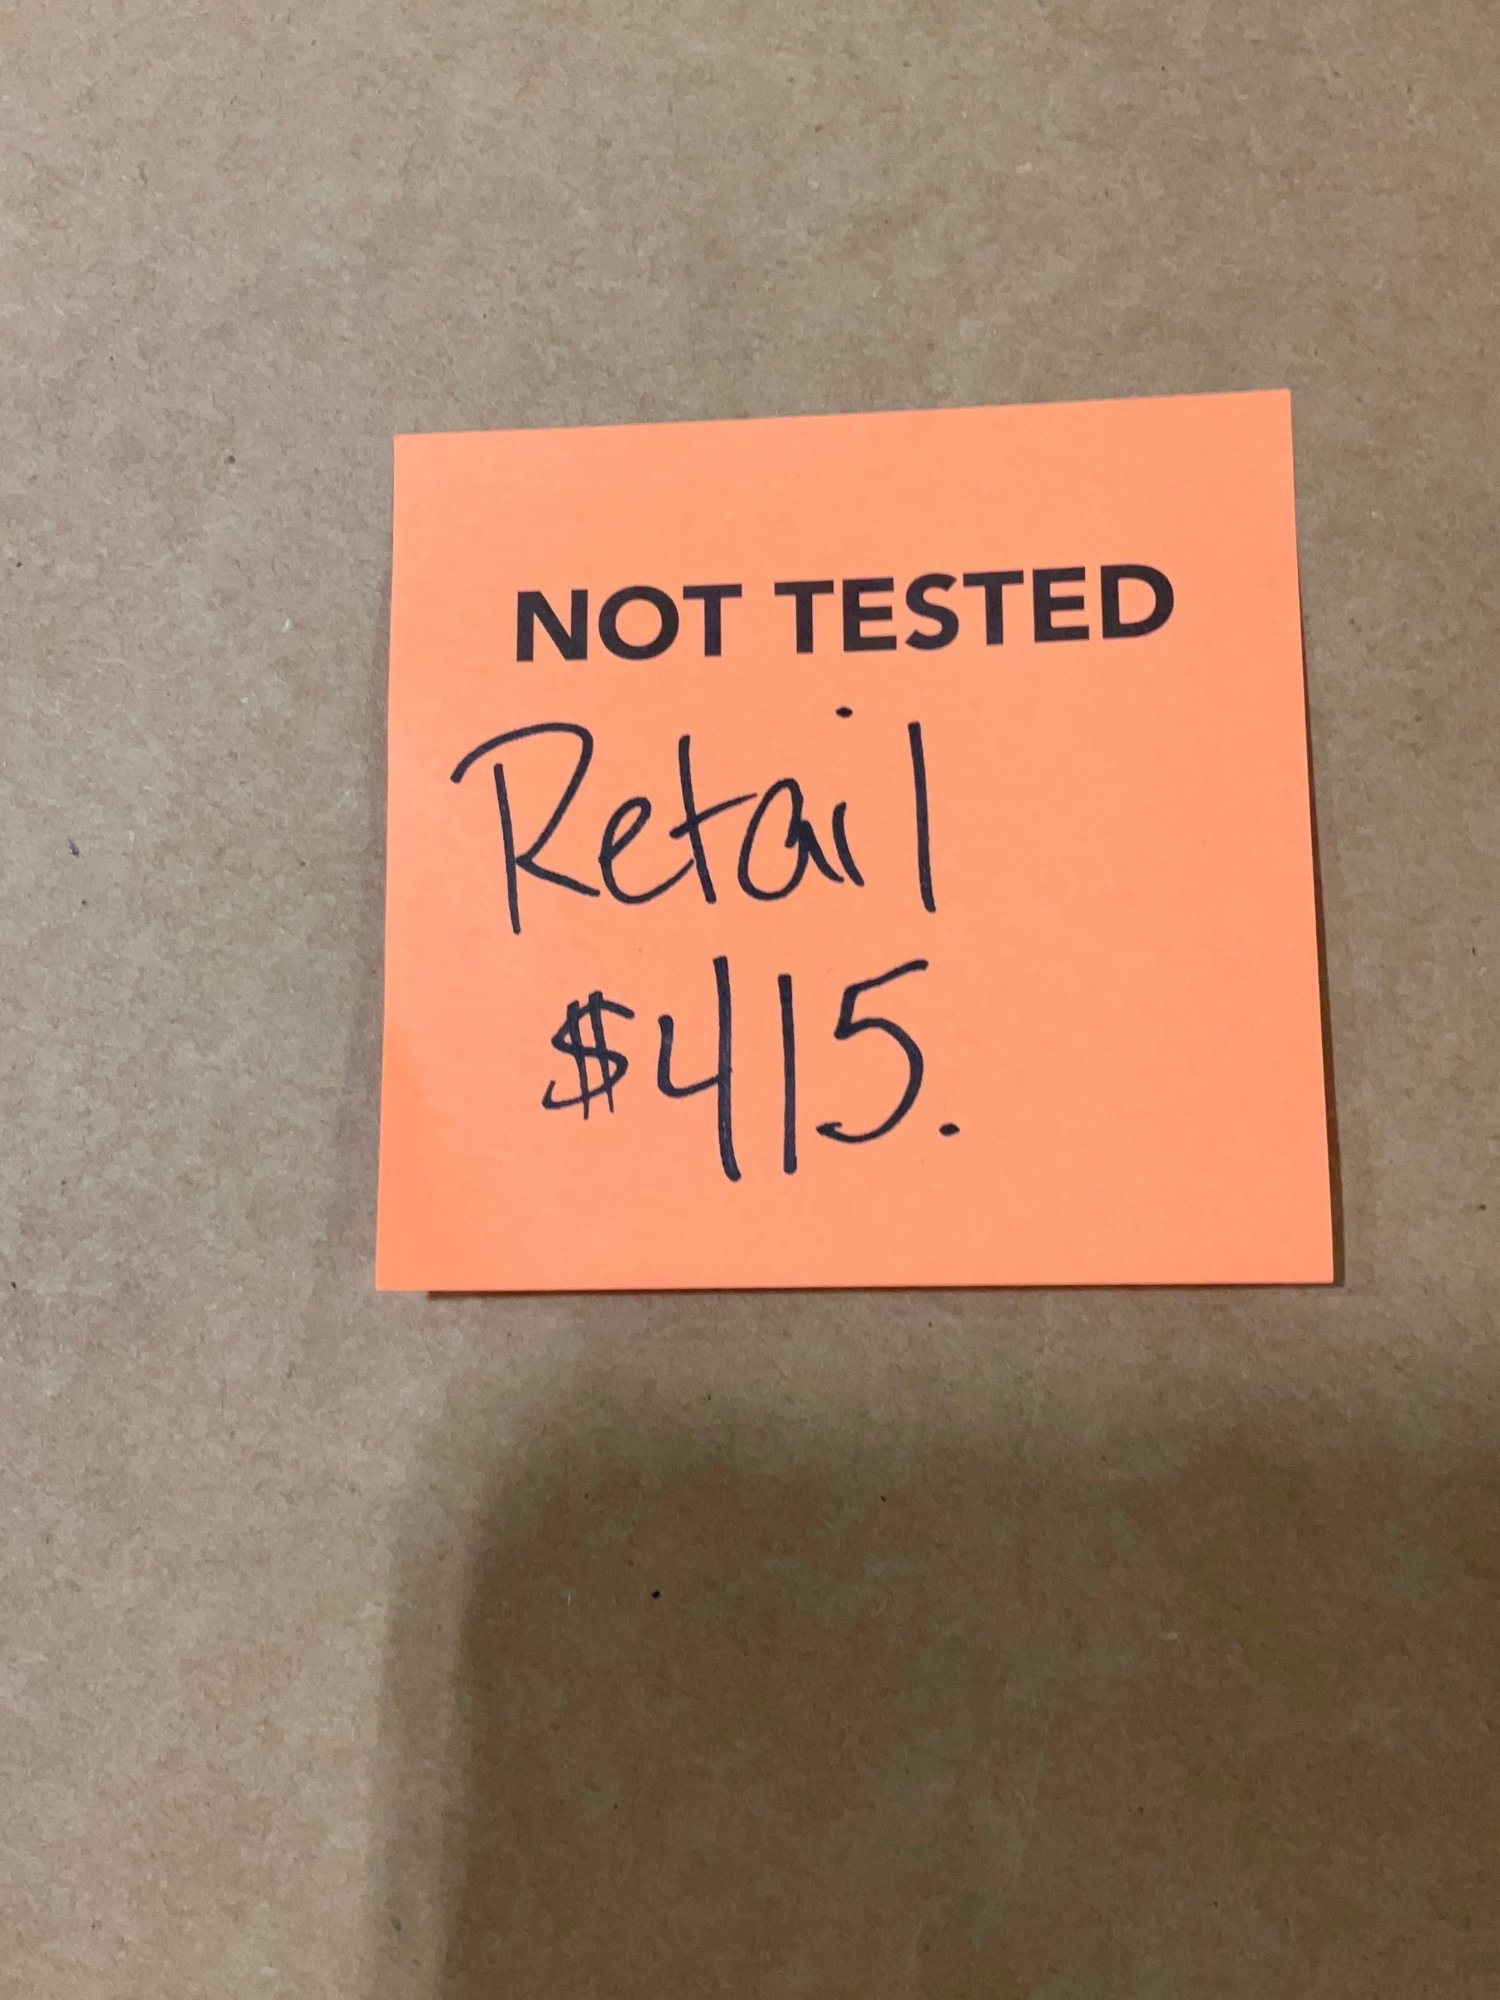 NOT TESTED
Retail
$415.